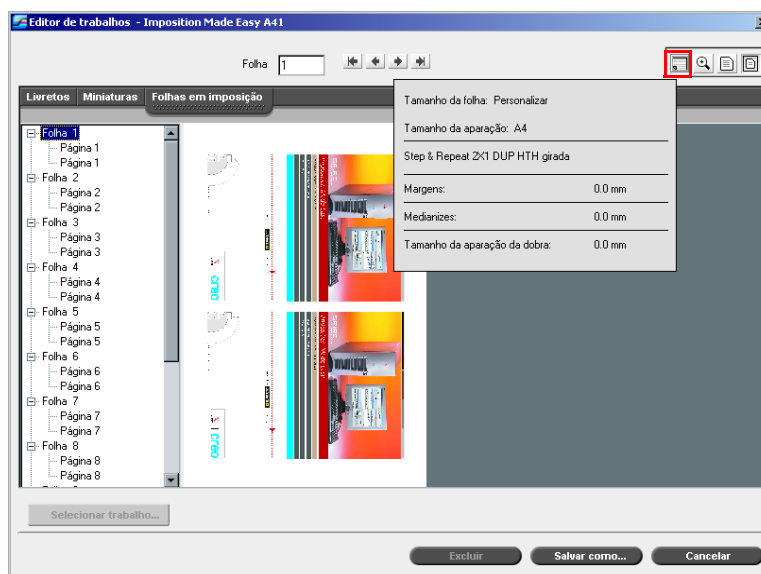 Editor de trabalhos - Imposition Made Easy A41
Folha 1
Livretos Miniaturas Folhas em imposição
Tamanho da folha: Personalizar
Tamanho da aparação: A4
Step & Repeat 2X1 DUP HTH girada
Margens: 0.0 mm
Medianizes: 0.0 mm
Tamanho da aparação da dobra: 0.0 mm
Folha 1
Página 1
Página 1
Folha 2
Página 2
Página 2
Folha 3
Página 3
Página 3
Folha 4
Página 4
Página 4
Folha 5
Página 5
Página 5
Folha 6
Página 6
Página 6
Folha 7
Página 7
Página 7
Folha 8
Página 8
Página 8
creo
creo
Selecionar trabalho...
Excluir Salvar como... Cancelar